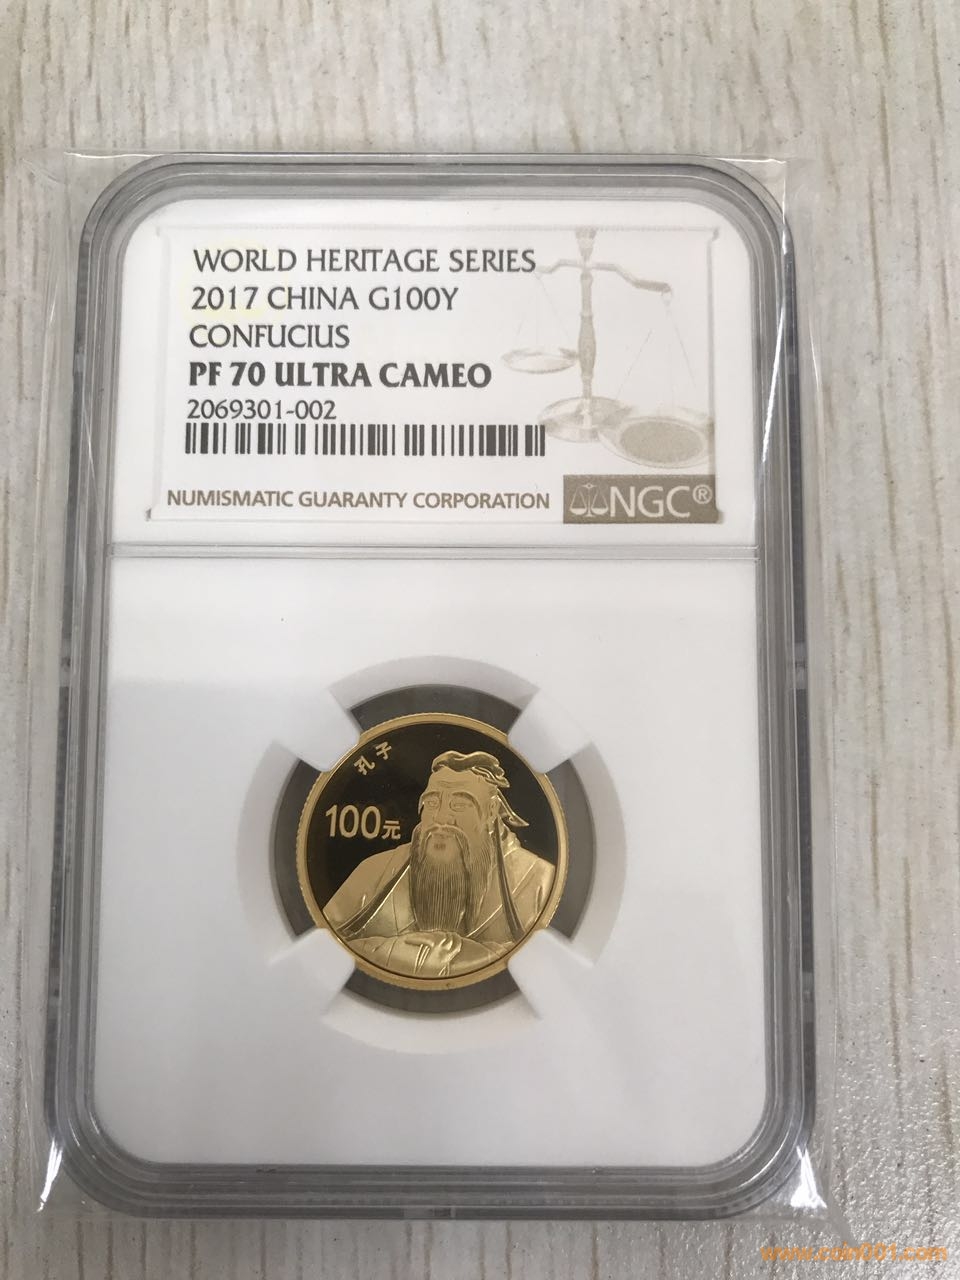 WORLD HERITAGE SERIES
2017 CHINA G100Y
CONFUCIUS
PF 70 ULTRA CAMEO
2069301-002
NUMISMATIC GUARANTY CORPORATION
NGC®
孔子
100元
www.coin001.com